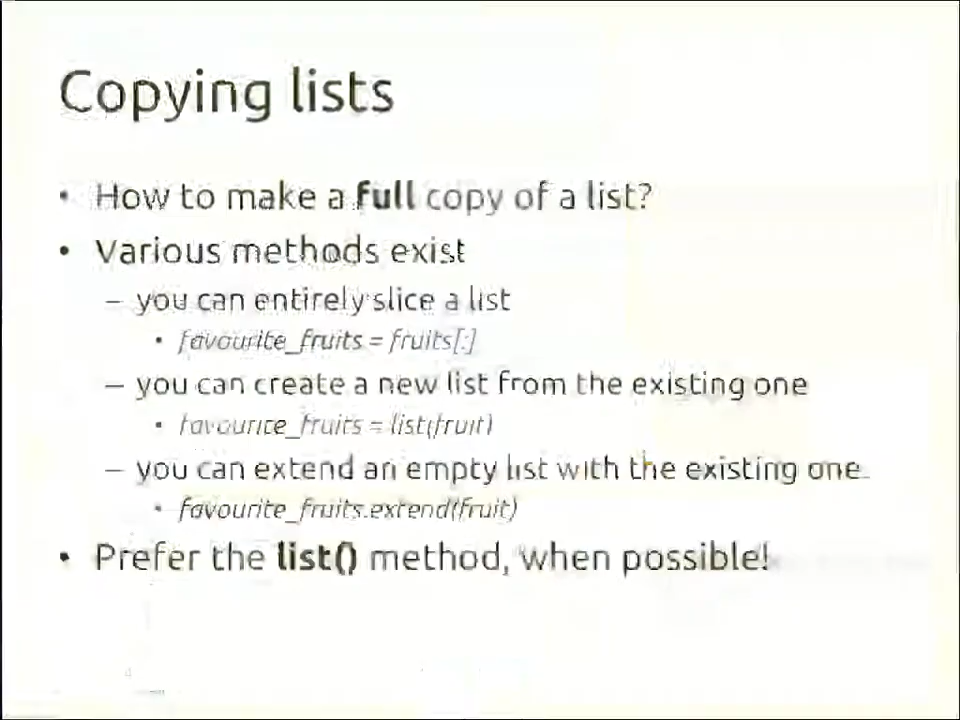 Copying lists
• How to make a full copy of a list?
• Various methods exist
– you can entirely slice a list
• favourite_fruits = fruits[:]
– you can create a new list from the existing one
• favourite_fruits = list(fruit)
– you can extend an empty list with the existing one
• favourite_fruits.extend(fruit)
• Prefer the list() method, when possible!